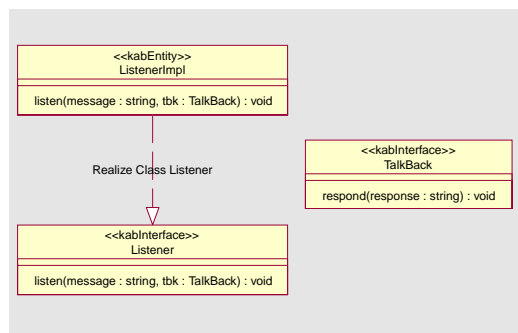 <<kabEntity>>
ListenerImpl
listen(message : string, tbk : TalkBack) : void
Realize Class Listener
<<kabInterface>>
TalkBack
respond(response : string) : void
<<kabInterface>>
Listener
listen(message : string, tbk : TalkBack) : void